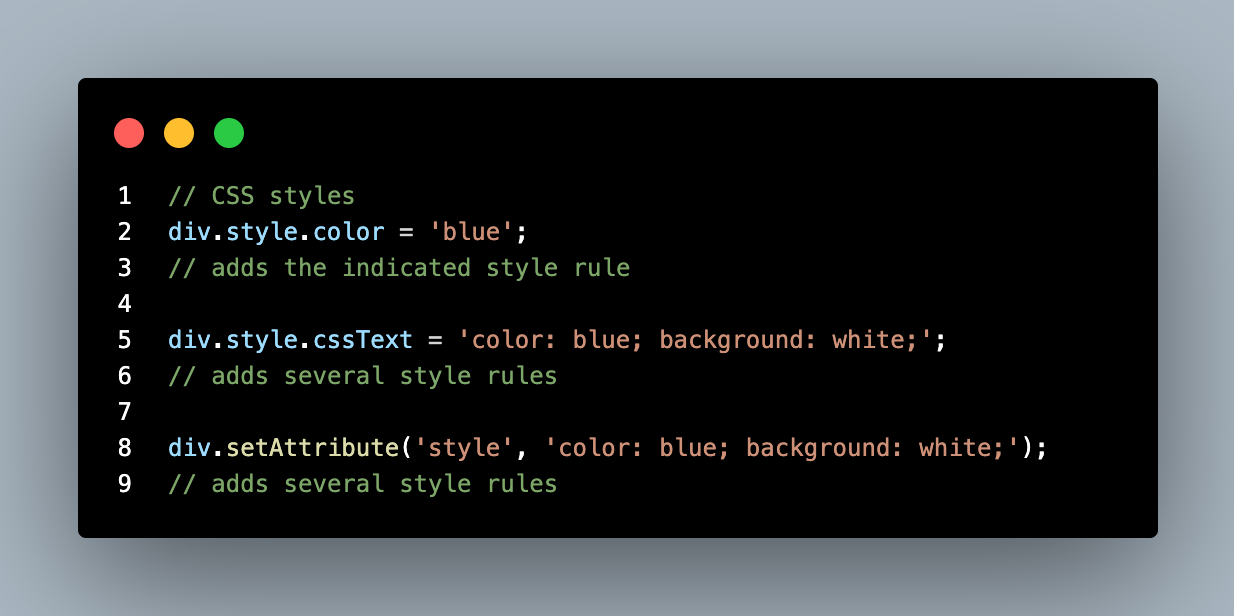 1 // CSS styles
2 div.style.color = 'blue';
3 // adds the indicated style rule
4
5 div.style.cssText = 'color: blue; background: white;';
6 // adds several style rules
7
8 div.setAttribute('style', 'color: blue; background: white;');
9 // adds several style rules